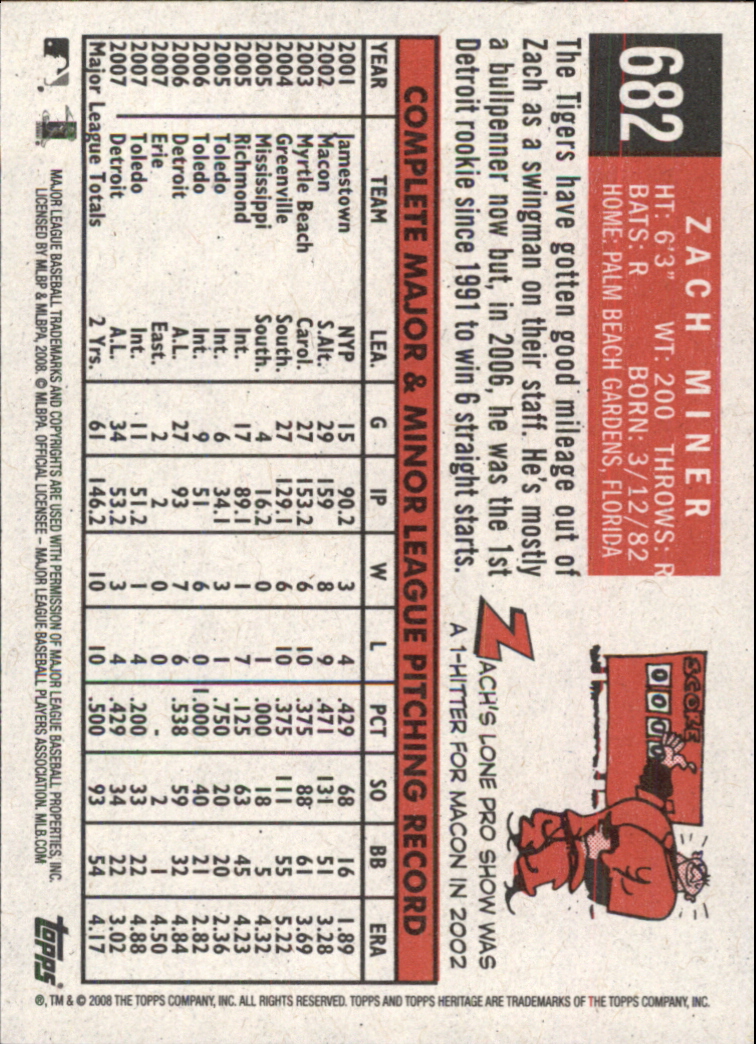 682
ZACH MINER
HT: 6'3" WT: 200 THROWS: R
BATS: R BORN: 3/12/82
HOME: PALM BEACH GARDENS, FLORIDA
The Tigers have gotten good mileage out of
Zach as a swingman on their staff. He's mostly
a bullpenner now but, in 2006, he was the 1st
Detroit rookie since 1991 to win 6 straight starts.
SCORE
0 0 0 0
ZACH'S LONE PRO SHOW WAS
A 1-HITTER FOR MACON IN 2002
COMPLETE MAJOR & MINOR LEAGUE PITCHING RECORD
YEAR TEAM LEA. G IP W L PCT SO BB ERA
2001 Jamestown NYP 15 90.2 3 4 .429 68 16 1.89
2002 Macon S.Alt. 29 159 8 9 .471 131 51 3.28
2003 Myrtle Beach Carol. 27 153.2 6 10 .375 88 61 3.69
2004 Greenville South. 27 129.1 6 10 .375 111 55 5.22
2005 Mississippi South. 4 16.2 0 1 .000 18 5 4.32
2005 Richmond Int. 17 89.1 1 7 .125 63 45 4.23
2005 Toledo Int. 6 34.1 3 1 .750 20 20 2.36
2006 Toledo Int. 9 51 6 0 1.000 40 21 2.82
2006 Detroit A.L. 27 93 7 6 .538 59 32 4.84
2007 Erie East. 2 2 0 0 - 2 1 4.50
2007 Toledo Int. 11 51.2 1 4 .200 33 22 4.88
2007 Detroit A.L. 34 53.2 3 4 .429 34 22 3.02
Major League Totals 2 Yrs. 61 146.2 10 10 .500 93 54 4.17
MAJOR LEAGUE BASEBALL TRADEMARKS AND COPYRIGHTS ARE USED WITH PERMISSION OF MAJOR LEAGUE BASEBALL PROPERTIES, INC.
LICENSED BY MLBP & MLBPA, 2008. © MLBPA. OFFICIAL LICENSEE – MAJOR LEAGUE BASEBALL PLAYERS ASSOCIATION. MLB.COM
topps
®, TM & © 2008 THE TOPPS COMPANY, INC. ALL RIGHTS RESERVED. TOPPS AND TOPPS HERITAGE ARE TRADEMARKS OF THE TOPPS COMPANY, INC.